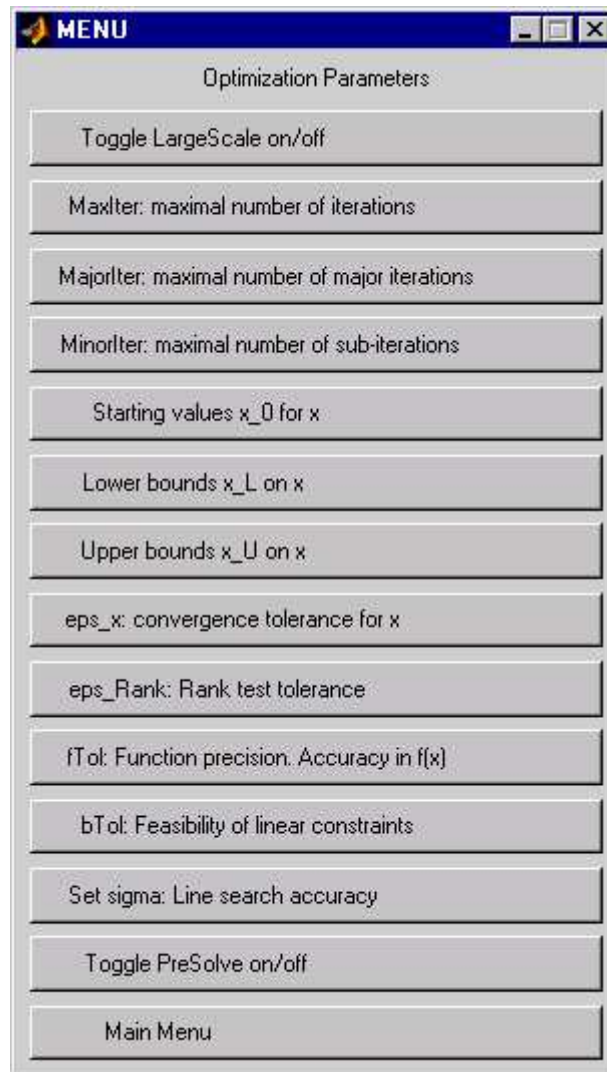 MENU
Optimization Parameters
Toggle LargeScale on/off
MaxIter: maximal number of iterations
MajorIter: maximal number of major iterations
MinorIter: maximal number of sub-iterations
Starting values x_0 for x
Lower bounds x_L on x
Upper bounds x_U on x
eps_x: convergence tolerance for x
eps_Rank: Rank test tolerance
fTol: Function precision. Accuracy in f(x)
bTol: Feasibility of linear constraints
Set sigma: Line search accuracy
Toggle PreSolve on/off
Main Menu